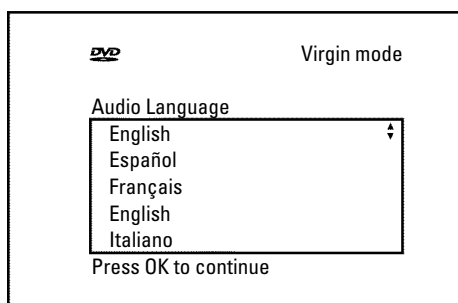 DVD
Virgin mode
Audio Language
English
Español
Français
English
Italiano
Press OK to continue